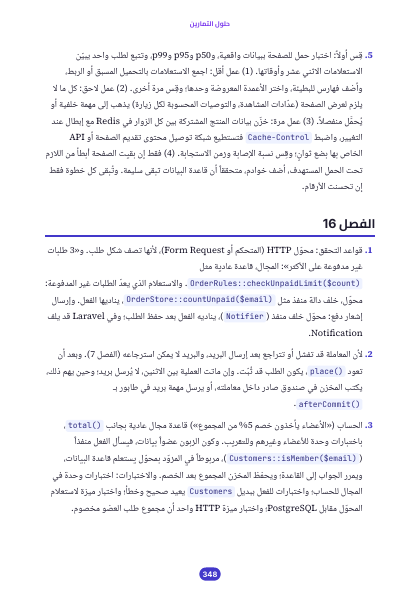 حلول التمارين
5. قِس أولاً: اختبار حمل للصفحة ببيانات واقعية، وp50 وp95 وp99، وتتبع لطلب واحد يبيّن
الاستعلامات الاثني عشر وأوقاتها. (1) عمل أقل: اجمع الاستعلامات بالتحميل المسبق أو الربط،
وأضف فهارس للبطيئة، واختر الأعمدة المعروضة وحدها؛ وقِس مرة أخرى. (2) عمل لاحق: كل ما لا
يلزم لعرض الصفحة (عدّادات المشاهدة، والتوصيات المحسوبة لكل زيارة) يذهب إلى مهمة خلفية أو
يُحمَّل منفصلاً. (3) عمل مرة: خزّن بيانات المنتج المشتركة بين كل الزوار في Redis مع إبطال عند
التغيير، واضبط Cache-Control فتستطيع شبكة توصيل محتوى تقديم الصفحة أو API
الخاص بها بضع ثوانٍ؛ وقِس نسبة الإصابة وزمن الاستجابة. (4) فقط إن بقيت الصفحة أبطأ من اللازم
تحت الحمل المستهدف، أضف خوادم، متحققاً أن قاعدة البيانات تبقى سليمة. وتُبقى كل خطوة فقط
إن تحسنت الأرقام.
الفصل 16
1. قواعد التحقق: محوّل HTTP (المتحكم أو Form Request)، لأنها تصف شكل طلب. و«3 طلبات
غير مدفوعة على الأكثر»: المجال، كقاعدة عادية مثل
OrderRules::checkUnpaidLimit($count) . والاستعلام الذي يعدّ الطلبات غير المدفوعة:
محوّل، خلف دالة منفذ مثل OrderStore::countUnpaid($email) ، يناديها الفعل. وإرسال
إشعار دفع: محوّل خلف منفذ ( Notifier )، يناديه الفعل بعد حفظ الطلب؛ وفي Laravel قد يلف
Notification.
2. لأن المعاملة قد تفشل أو تتراجع بعد إرسال البريد، والبريد لا يمكن استرجاعه (الفصل 7). وبعد أن
تعود place() ، يكون الطلب قد ثُبّت. وإن ماتت العملية بين الاثنين، لا يُرسل بريد؛ وحين يهم ذلك،
يكتب المخزن في صندوق صادر داخل معاملته، أو يرسل مهمة بريد في طابور بـ
afterCommit() .
3. الحساب («الأعضاء يأخذون خصم 5% من المجموع») قاعدة مجال عادية بجانب total() ،
باختبارات وحدة للأعضاء وغيرهم وللتقريب. وكون الزبون عضواً بيانات، فيسأل الفعل منفذاً
( Customers::isMember($email) )، مربوطاً في المزوّد بمحوّل يستعلم قاعدة البيانات،
ويمرر الجواب إلى القاعدة؛ ويحفظ المخزن المجموع بعد الخصم. والاختبارات: اختبارات وحدة في
المجال للحساب؛ واختبارات للفعل ببديل Customers يعيد صحيح وخطأ؛ واختبار ميزة لاستعلام
المحوّل مقابل PostgreSQL؛ واختبار ميزة HTTP واحد أن مجموع طلب العضو مخصوم.
348